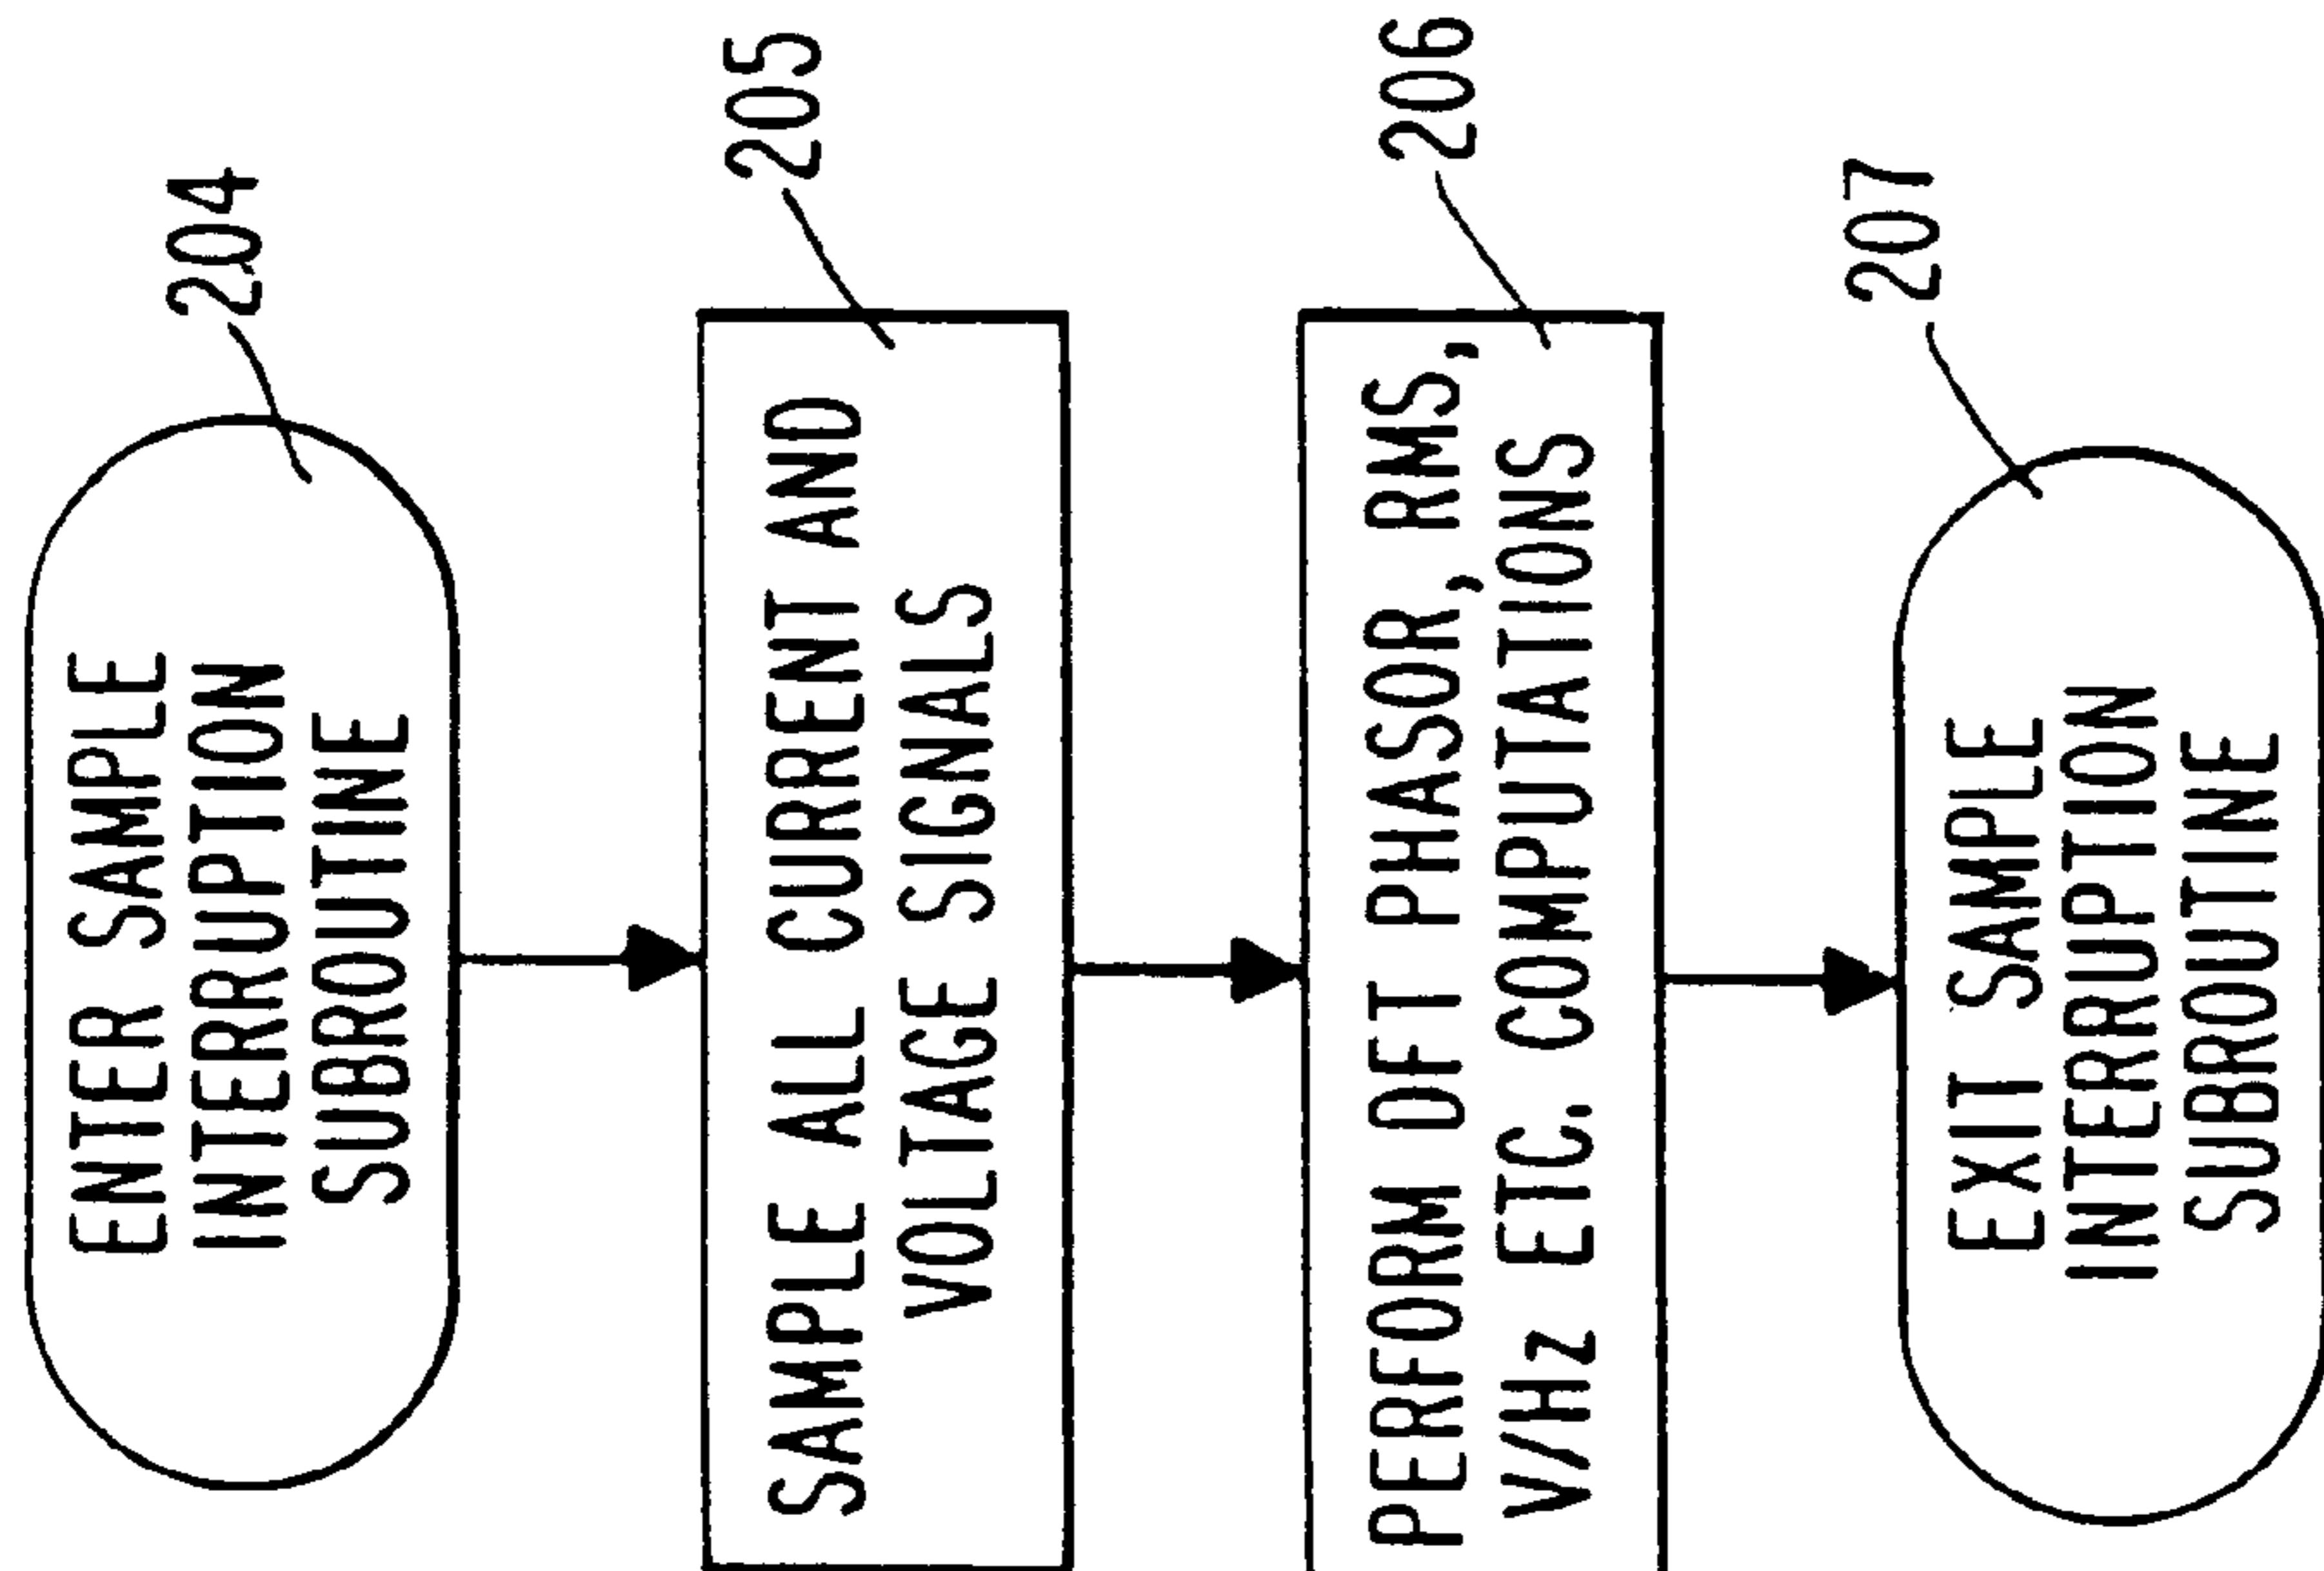 204
ENTER SAMPLE
INTERRUPTION
SUBROUTINE
205
SAMPLE ALL CURRENT AND
VOLTAGE SIGNALS
206
PERFORM DFT PHASOR, RMS,
V/Hz ETC. COMPUTATIONS
207
EXIT SAMPLE
INTERRUPTION
SUBROUTINE